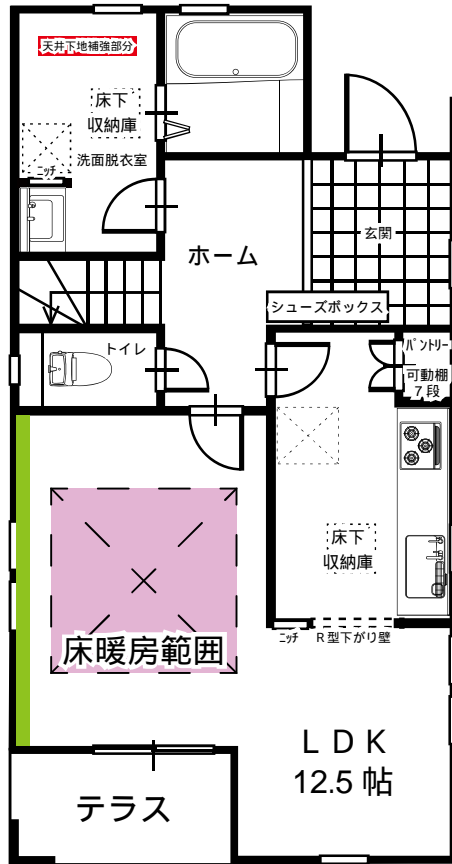 天井下地補強部分
床下
収納庫
ニッチ
洗面脱衣室
玄関
ホーム
シューズボックス
トイレ
パントリー
可動棚
7段
床下
収納庫
ニッチ
R型下がり壁
床暖房範囲
LDK
12.5 帖
テラス